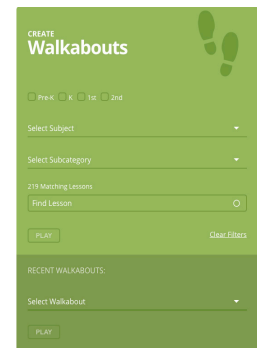 CREATE
Walkabouts
Pre-K K 1st 2nd
Select Subject
Select Subcategory
219 Matching Lessons
Find Lesson
PLAY Clear Filters
RECENT WALKABOUTS:
Select Walkabout
PLAY